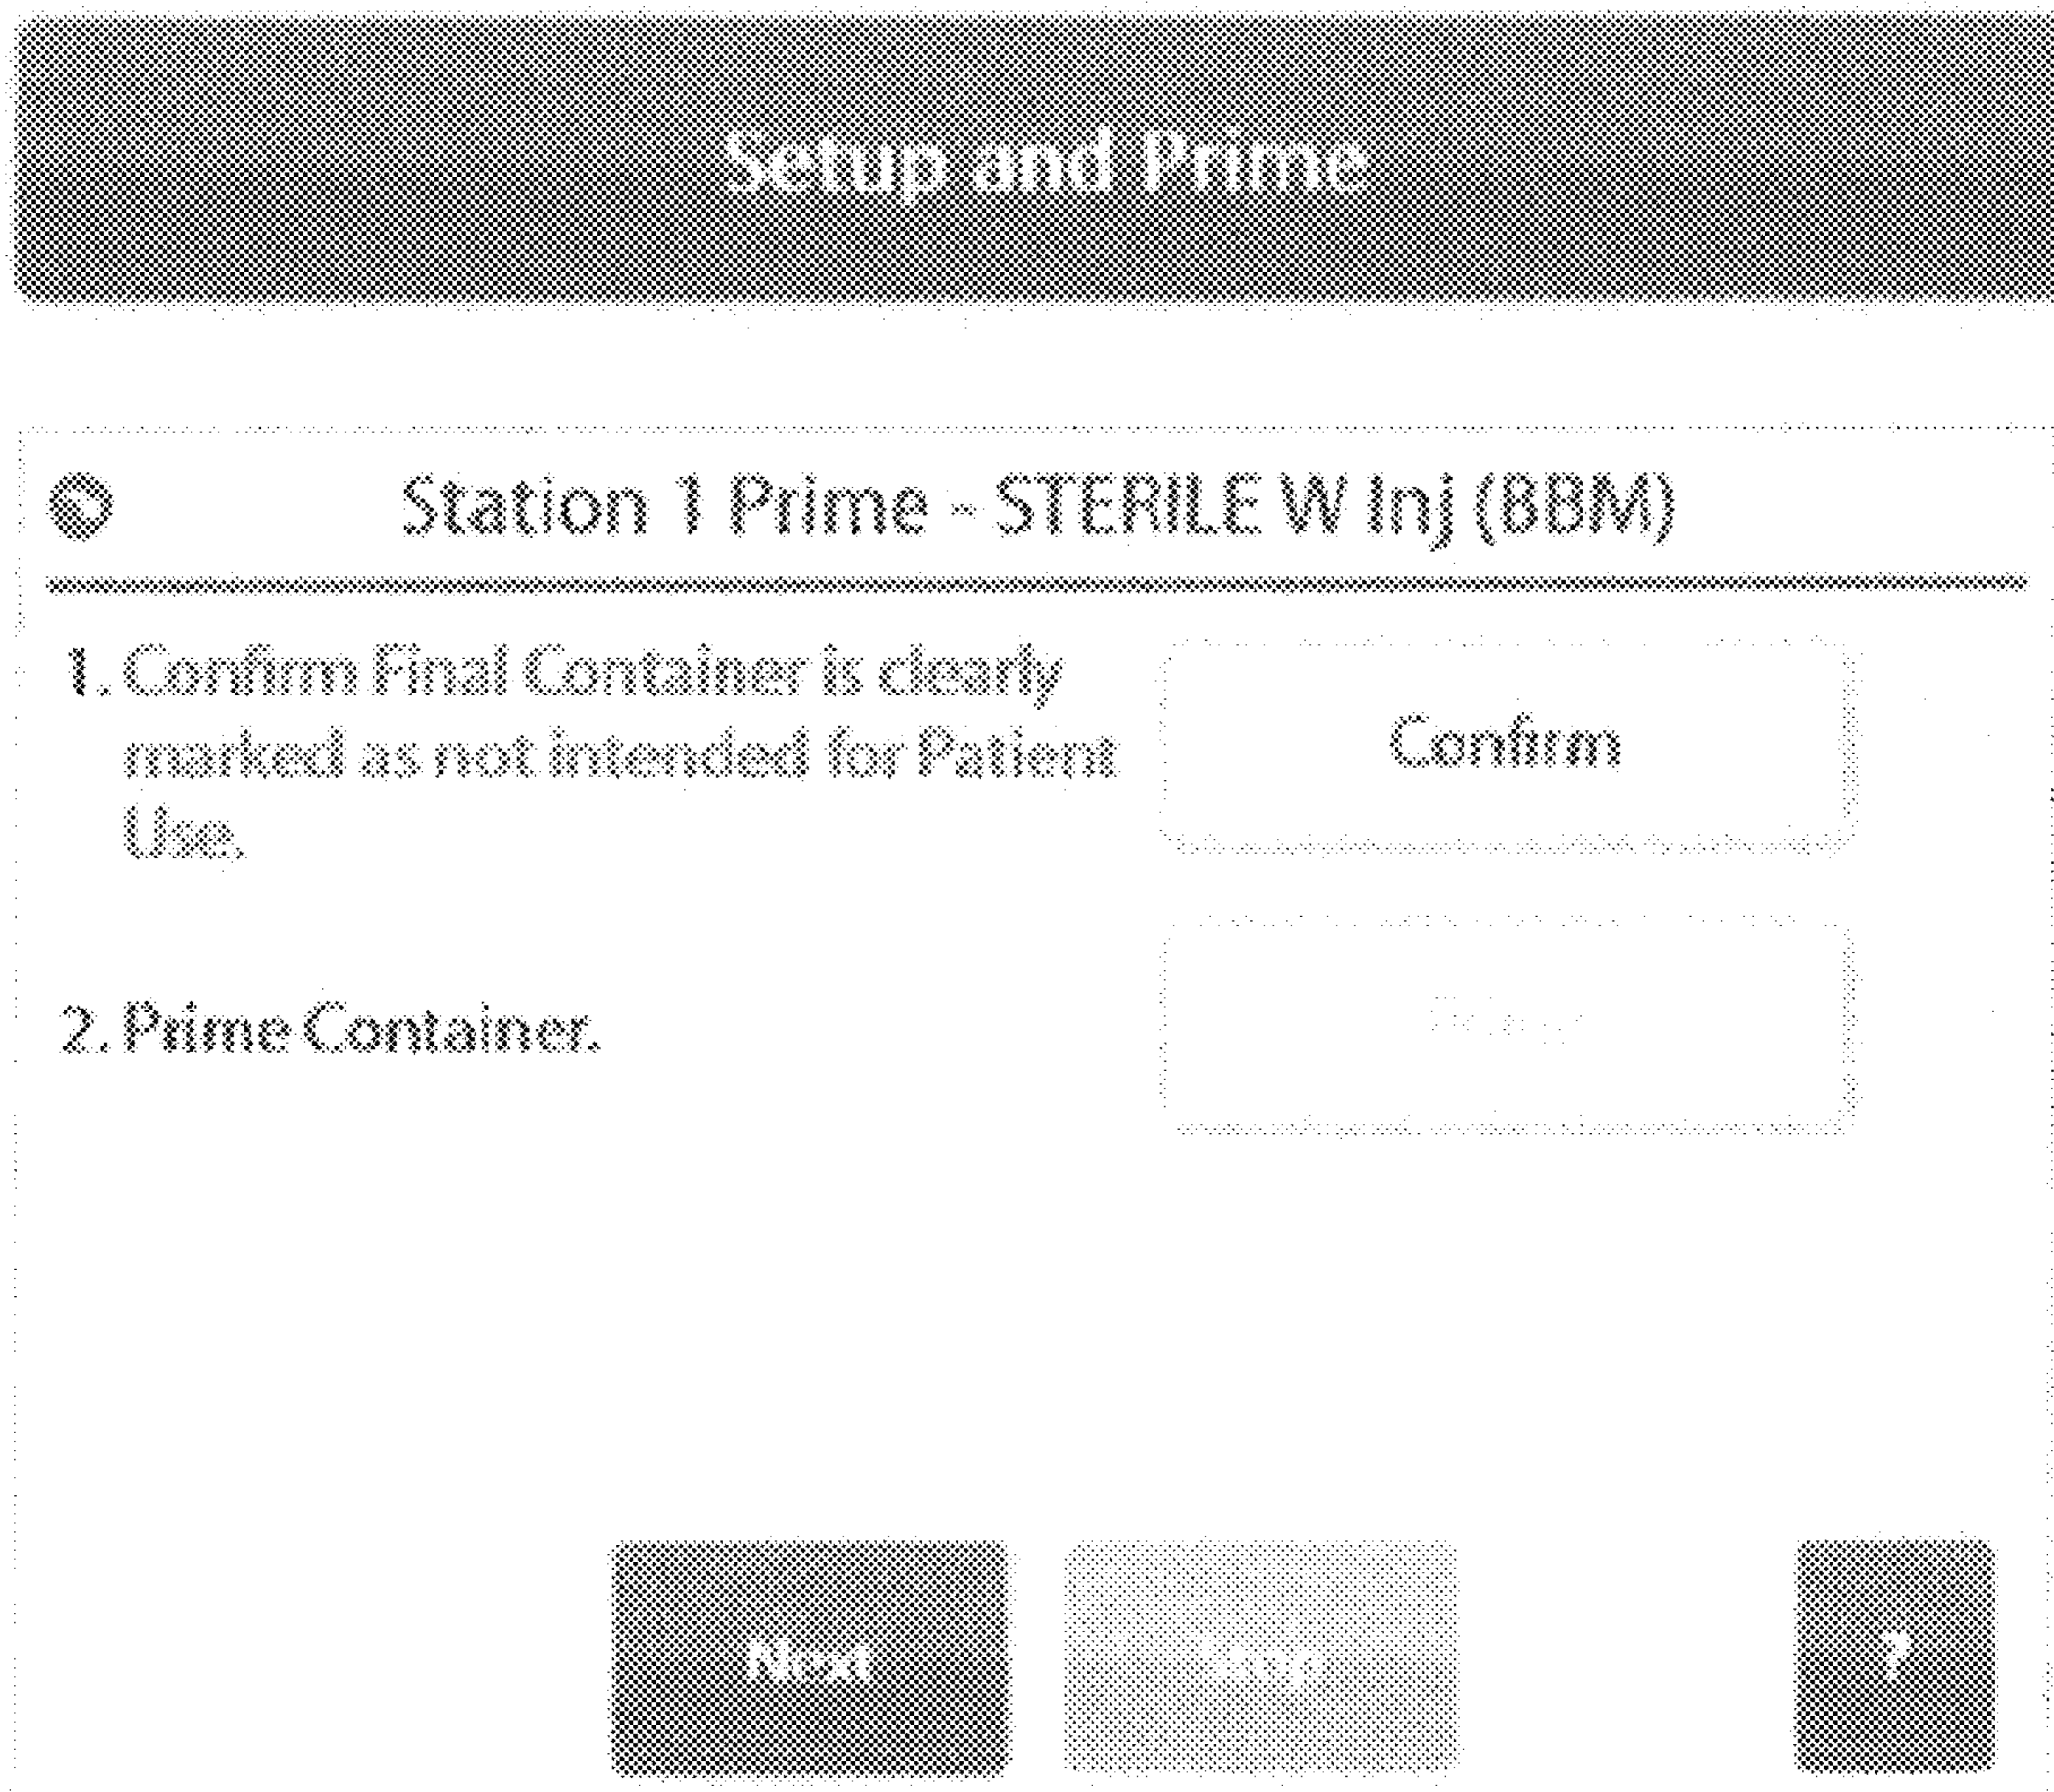 Setup and Prime
Station 1 Prime - STERILE W Inj (BBM)
1. Confirm Final Container is clearly
marked as not intended for Patient
Use.
Confirm
2. Prime Container.
Next
?